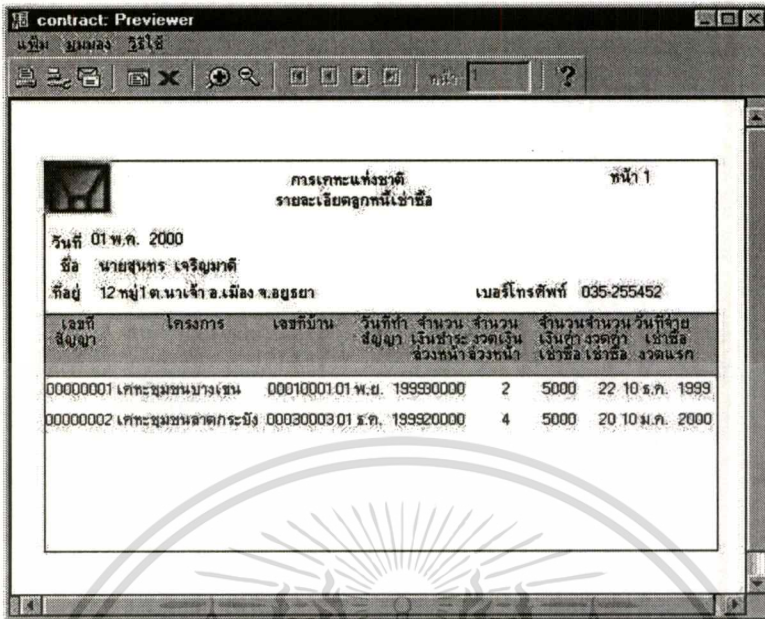 contract: Previewer
แฟ้ม มุมมอง วิธีใช้
หน้า: 1
การเคหะแห่งชาติ หน้า 1
รายละเอียดลูกหนี้เช่าซื้อ
วันที่ 01 พ.ค. 2000
ชื่อ นายสุนทร เจริญมาดี
ที่อยู่ 12 หมู่1 ต.นาเจ้า อ.เมือง จ.อยุธยา เบอร์โทรศัพท์ 035-255452
เลขที่ โครงการ เลขที่บ้าน วันที่ทำ จำนวน จำนวน จำนวน จำนวน วันที่จ่าย
สัญญา สัญญา เงินชำระ งวดเงิน เงินค่า งวดค่า เช่าซื้อ
ล่วงหน้า ล่วงหน้า เช่าซื้อ เช่าซื้อ งวดแรก
00000001 เคหะชุมชนบางเขน 00010001 01 พ.ย. 199930000 2 5000 22 10 ธ.ค. 1999
00000002 เคหะชุมชนลาดกระบัง 00030003 01 ธ.ค. 199920000 4 5000 20 10 ม.ค. 2000